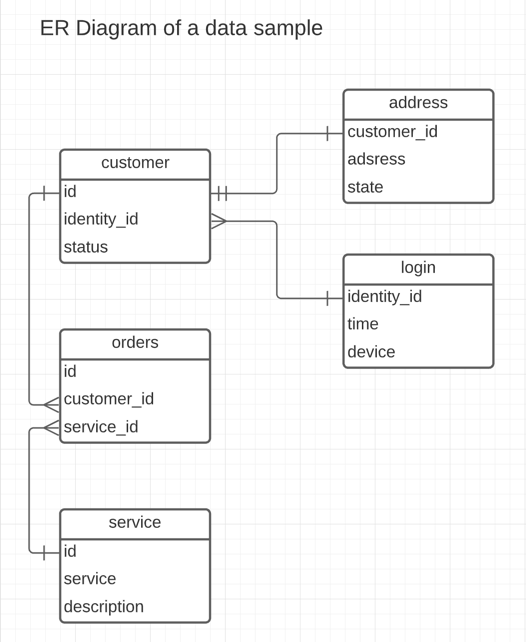 ER Diagram of a data sample
address
customer_id
adsress
state
customer
id
identity_id
status
login
identity_id
time
device
orders
id
customer_id
service_id
service
id
service
description